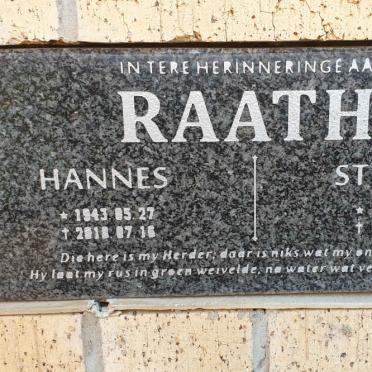 IN TERE HERINNERINGE AA
RAATH
HANNES ST
* 1943.05.27 *
† 2018.07.16 †
Die here is my Herder; daar is niks wat my on
Hy laat my rus in groen weivelde, na water wat ve